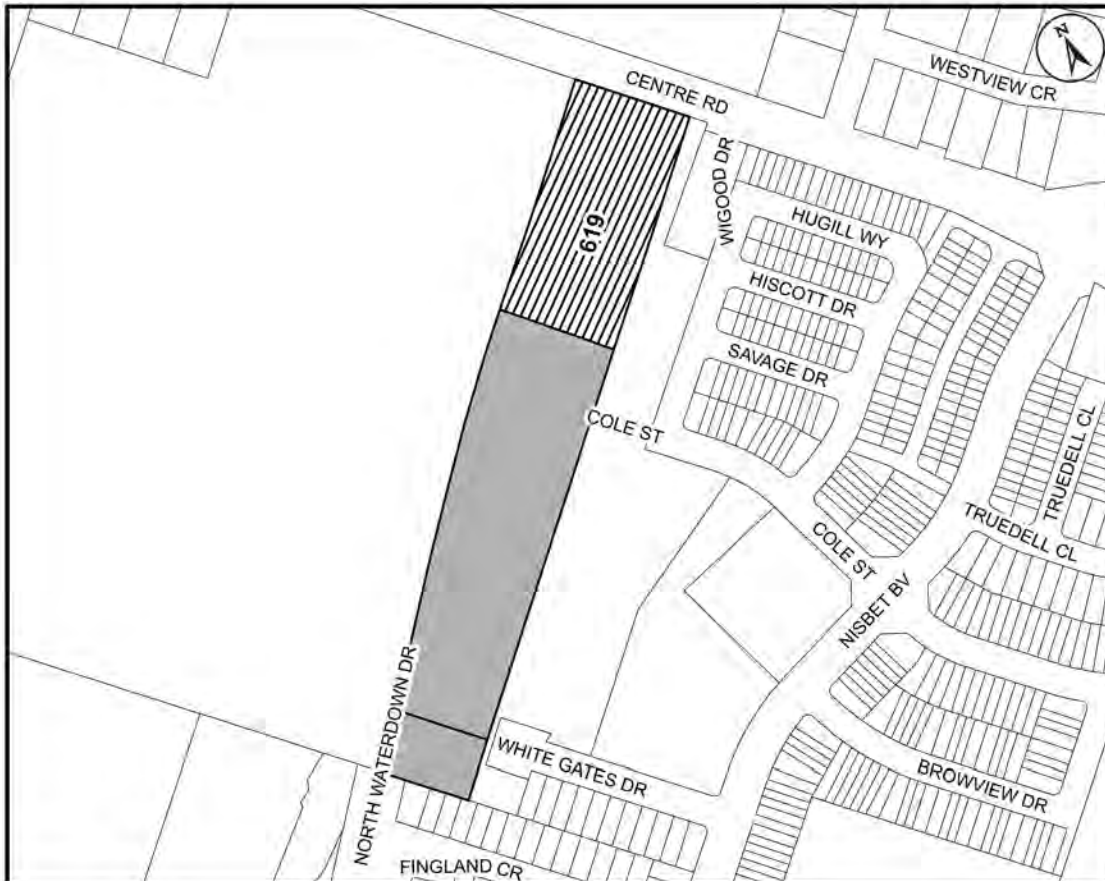 N
WESTVIEW CR
CENTRE RD
WIGOOD DR
HUGILL WY
619
HISCOTT DR
SAVAGE DR
COLE ST
TRUEDELL CL
TRUEDELL CL
COLE ST
NISBET BV
NORTH WATERDOWN DR
WHITE GATES DR
BROWVIEW DR
FINGLAND CR